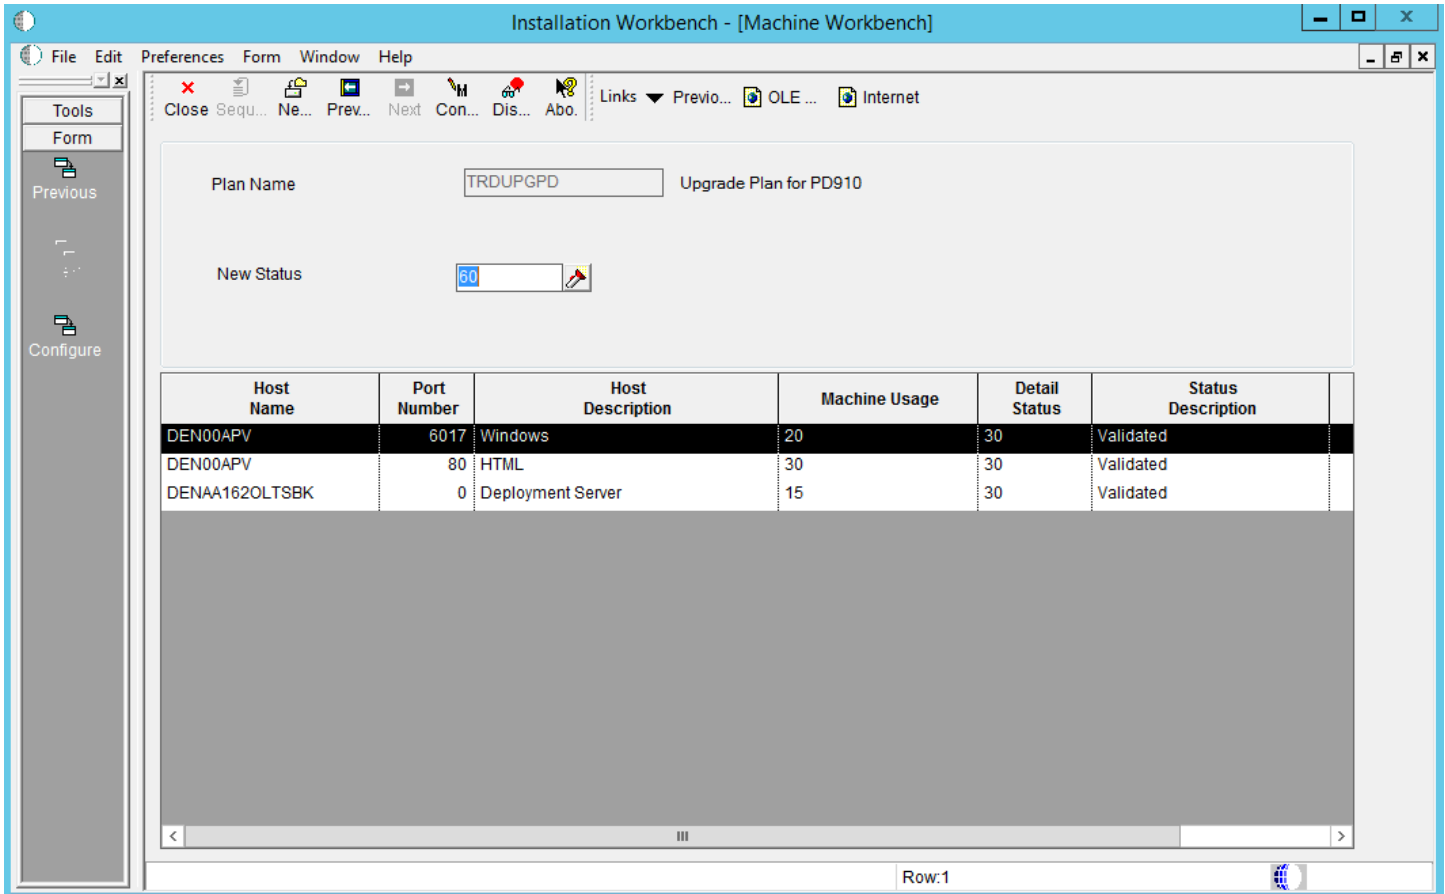 Installation Workbench - [Machine Workbench]
File Edit Preferences Form Window Help
Close Sequ... Ne... Prev... Next Con... Dis... Abo. Links Previo... OLE ... Internet
Tools
Form
Previous
Configure
Plan Name TRDUPGPD Upgrade Plan for PD910
New Status 60
Host Name Port Number Host Description Machine Usage Detail Status Status Description
DEN00APV 6017 Windows 20 30 Validated
DEN00APV 80 HTML 30 30 Validated
DENAA162OLTSBK 0 Deployment Server 15 30 Validated
Row:1